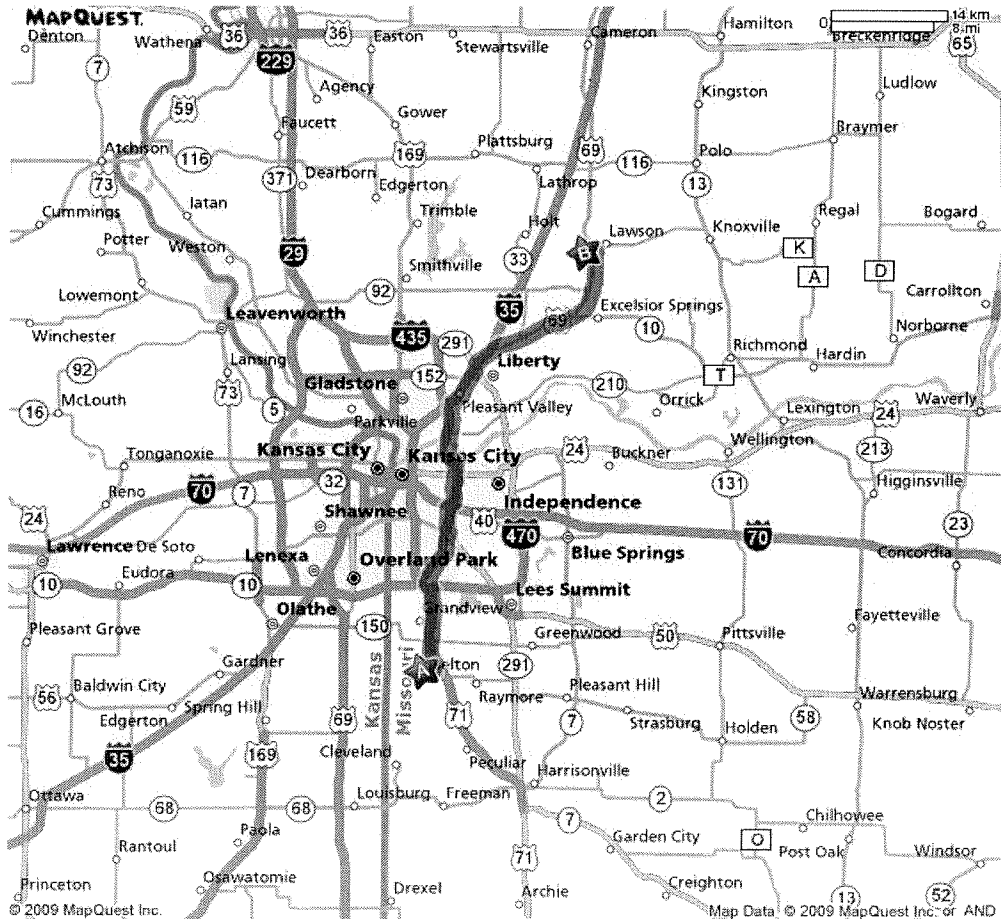 MAPQUEST.
Denton
Wathena
36
36
Easton
Stewartsville
Cameron
Hamilton
0
14 km
8 mi
Breckenridge
65
7
229
Agency
59
Faucett
Gower
Kingston
Ludlow
Atchison
116
169
Plattsburg
69
116
Polo
Braymer
73
371
Dearborn
Edgerton
Lathrop
13
Cummings
Iatan
Trimble
Holt
Lawson
Knoxville
Regal
Bogard
Potter
Weston
29
Smithville
33
B
K
A
D
Lowemont
92
35
Excelsior Springs
Carrollton
Winchester
Leavenworth
435
291
69
10
Norborne
92
Lansing
Liberty
Richmond
Hardin
Gladstone
152
T
16
McLouth
73
5
Parkville
Pleasant Valley
210
Orrick
Lexington
24
Waverly
Tonganoxie
Kansas City
Kansas City
24
Buckner
Wellington
213
Reno
70
7
32
131
Higginsville
24
Shawnee
40
Independence
470
70
23
Lawrence
De Soto
Lenexa
Overland Park
Blue Springs
Concordia
10
Eudora
10
Lees Summit
Olathe
150
Grandview
Greenwood
50
Pittsville
Fayetteville
Pleasant Grove
Gardner
Kansas
Missouri
A
elton
291
56
Baldwin City
Raymore
Pleasant Hill
Warrensburg
Edgerton
Spring Hill
69
71
7
Strasburg
Holden
58
Knob Noster
35
169
Cleveland
Peculiar
Harrisonville
Ottawa
68
68
Louisburg
Freeman
2
7
Chilhowee
Rantoul
Paola
71
Garden City
O
Post Oak
Windsor
Princeton
Osawatomie
Drexel
Archie
Creighton
13
52
© 2009 MapQuest Inc.
Map Data © 2009 MapQuest Inc. or AND